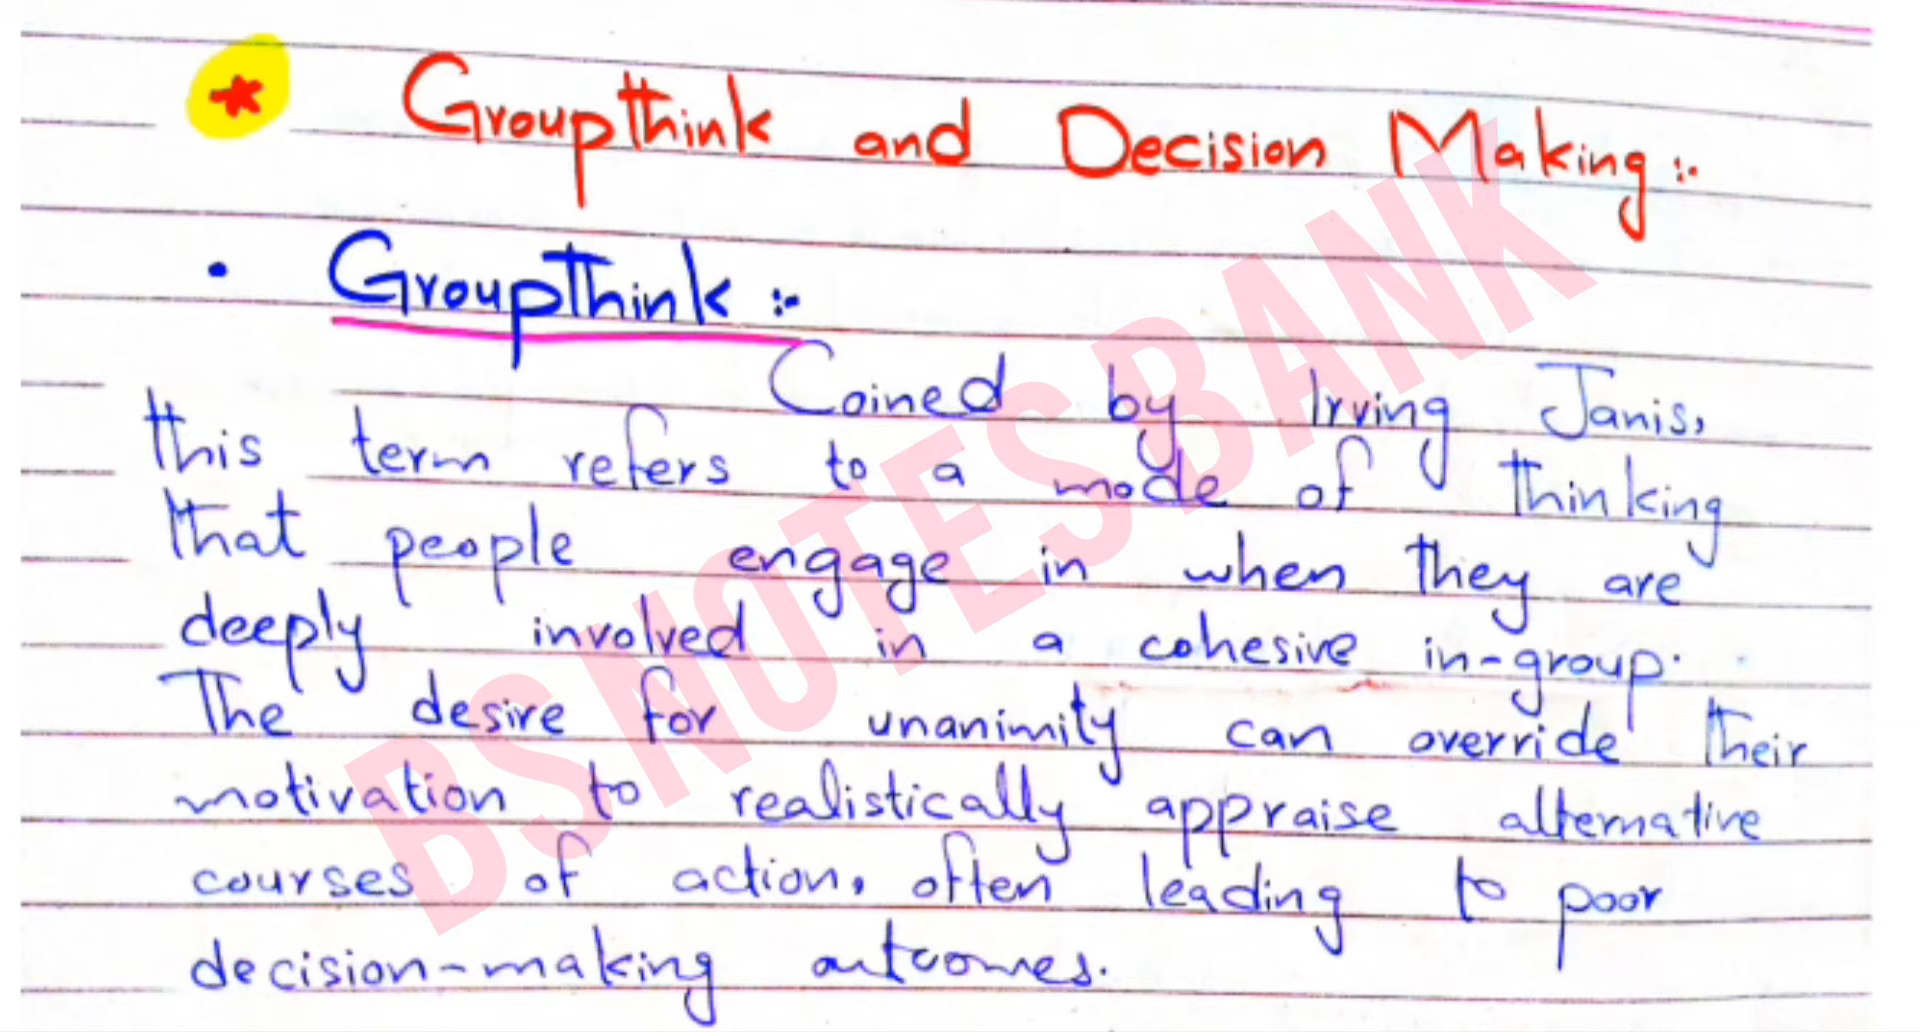 * Groupthink and Decision Making :-
• Groupthink :-
Coined by Irving Janis,
this term refers to a mode of thinking
that people engage in when they are
deeply involved in a cohesive in-group.
The desire for unanimity can override their
motivation to realistically appraise alternative
courses of action, often leading to poor
decision-making outcomes.
BSNOTESBANK